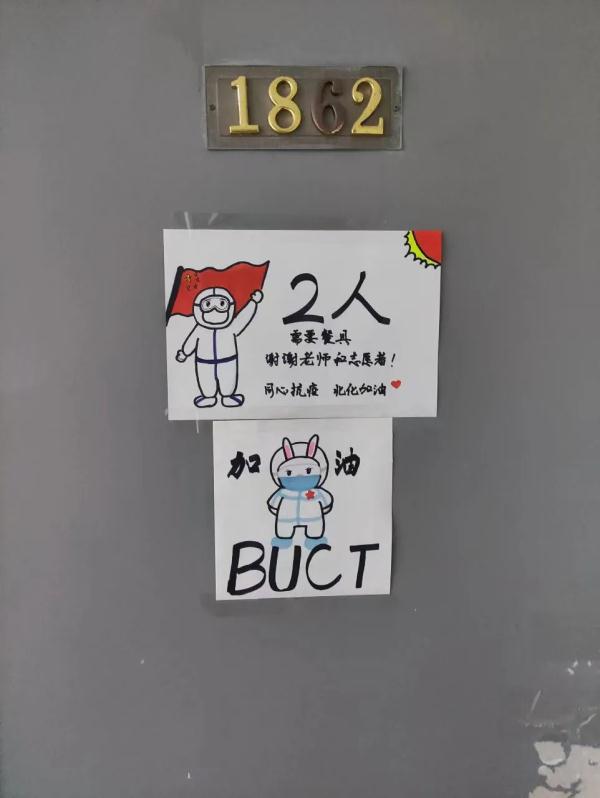 1862
2人
需要餐具
谢谢老师和志愿者!
同心抗疫 北化加油
加油
BUCT